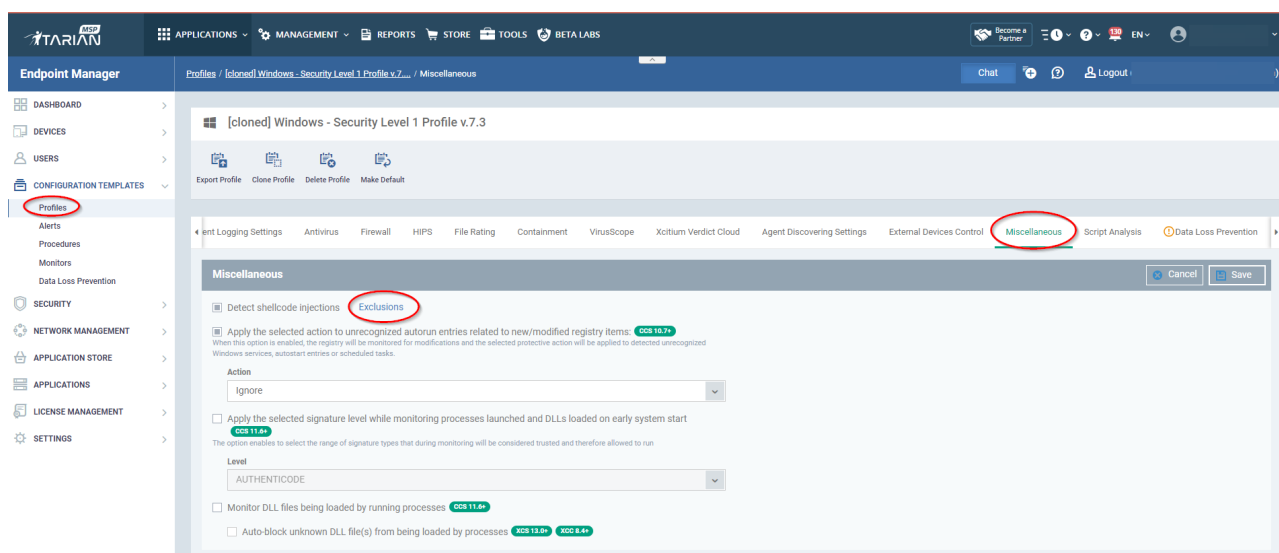 ITARIAN MSP
APPLICATIONS MANAGEMENT REPORTS STORE TOOLS BETA LABS Become a Partner 130 EN
Endpoint Manager
Profiles / [cloned] Windows - Security Level 1 Profile v.7.... / Miscellaneous
Chat Logout
DASHBOARD
DEVICES
USERS
CONFIGURATION TEMPLATES
Profiles
Alerts
Procedures
Monitors
Data Loss Prevention
SECURITY
NETWORK MANAGEMENT
APPLICATION STORE
APPLICATIONS
LICENSE MANAGEMENT
SETTINGS
[cloned] Windows - Security Level 1 Profile v.7.3
Export Profile Clone Profile Delete Profile Make Default
ent Logging Settings Antivirus Firewall HIPS File Rating Containment VirusScope Xcitium Verdict Cloud Agent Discovering Settings External Devices Control Miscellaneous Script Analysis Data Loss Prevention
Miscellaneous Cancel Save
Detect shellcode injections Exclusions
Apply the selected action to unrecognized autorun entries related to new/modified registry items: CCS 10.7+
When this option is enabled, the registry will be monitored for modifications and the selected protective action will be applied to detected unrecognized
Windows services, autostart entries or scheduled tasks.
Action
Ignore
Apply the selected signature level while monitoring processes launched and DLLs loaded on early system start
CCS 11.6+
The option enables to select the range of signature types that during monitoring will be considered trusted and therefore allowed to run
Level
AUTHENTICODE
Monitor DLL files being loaded by running processes CCS 11.6+
Auto-block unknown DLL file(s) from being loaded by processes XCS 13.0+ XCC 8.4+